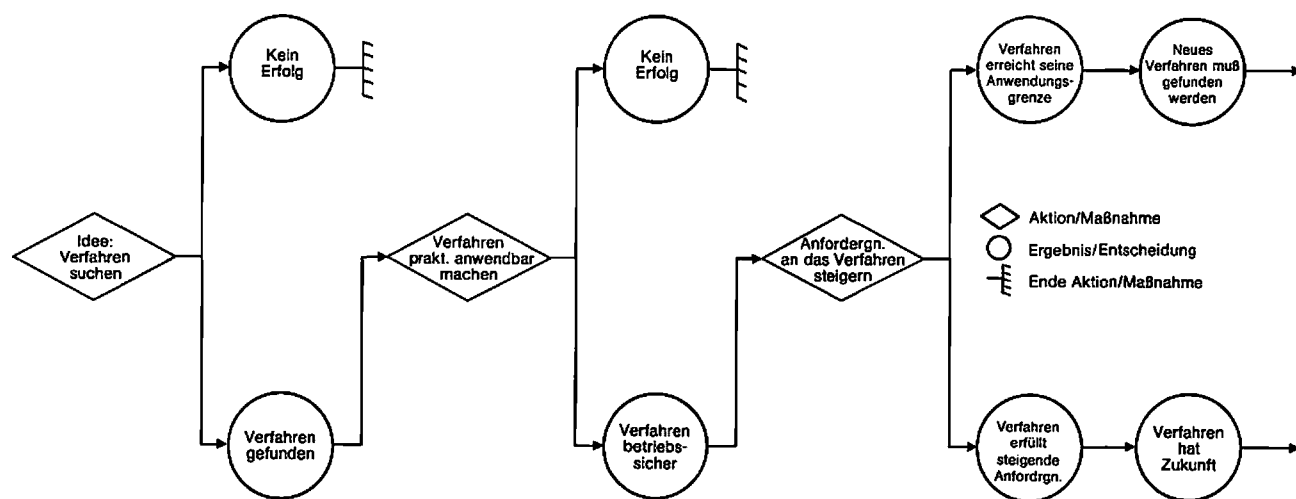 Idee:
Verfahren
suchen
Kein
Erfolg
Verfahren
gefunden
Verfahren
prakt. anwendbar
machen
Kein
Erfolg
Verfahren
betriebs-
sicher
Anfordergn.
an das Verfahren
steigern
Verfahren
erreicht seine
Anwendungs-
grenze
Neues
Verfahren muß
gefunden
werden
Aktion/Maßnahme
Ergebnis/Entscheidung
Ende Aktion/Maßnahme
Verfahren
erfüllt
steigende
Anfordrgn.
Verfahren
hat
Zukunft